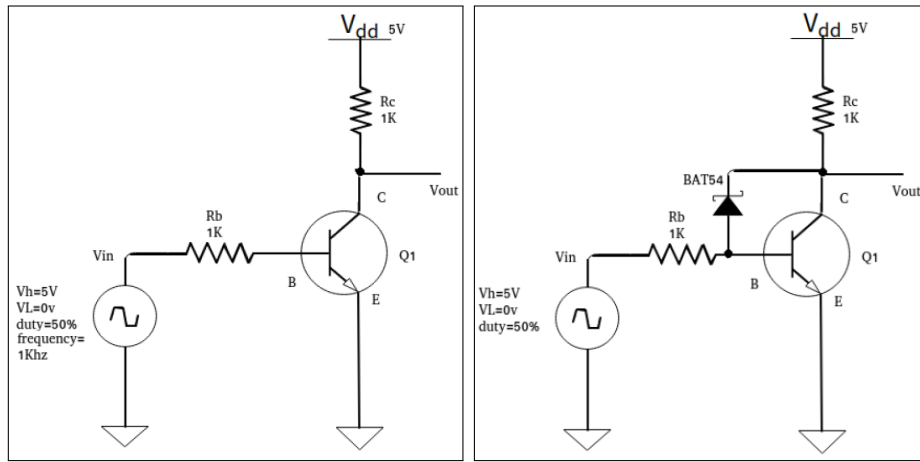 Vdd 5V
Rc
1K
Vout
C
Rb
1K
Vin
B
Q1
E
Vh=5V
VL=0v
duty=50%
frequency=
1Khz
Vdd 5V
Rc
1K
BAT54
Vout
C
Rb
1K
Vin
B
Q1
E
Vh=5V
VL=0v
duty=50%